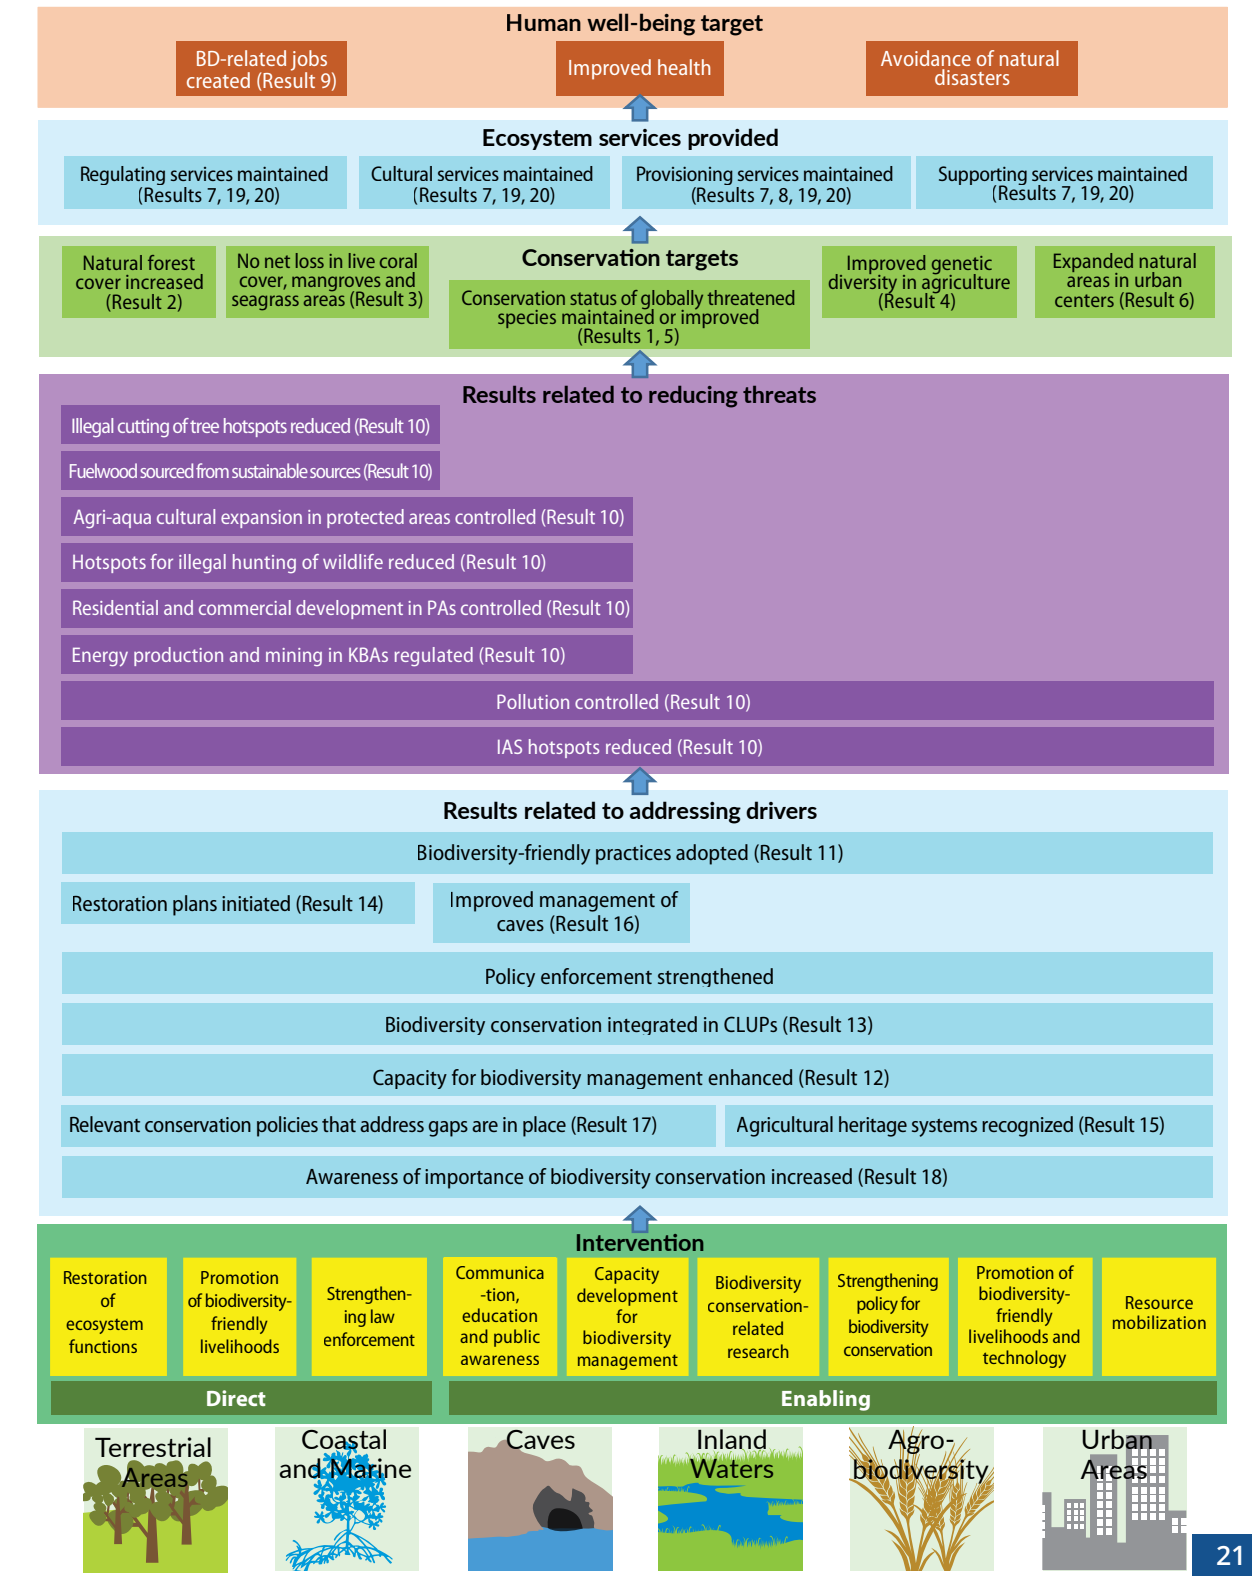 Human well-being target
BD-related jobs
created (Result 9)
Improved health
Avoidance of natural
disasters
Ecosystem services provided
Regulating services maintained
(Results 7, 19, 20)
Cultural services maintained
(Results 7, 19, 20)
Provisioning services maintained
(Results 7, 8, 19, 20)
Supporting services maintained
(Results 7, 19, 20)
Conservation targets
Natural forest
cover increased
(Result 2)
No net loss in live coral
cover, mangroves and
seagrass areas (Result 3)
Conservation status of globally threatened
species maintained or improved
(Results 1, 5)
Improved genetic
diversity in agriculture
(Result 4)
Expanded natural
areas in urban
centers (Result 6)
Results related to reducing threats
Illegal cutting of tree hotspots reduced (Result 10)
Fuelwood sourced from sustainable sources (Result 10)
Agri-aqua cultural expansion in protected areas controlled (Result 10)
Hotspots for illegal hunting of wildlife reduced (Result 10)
Residential and commercial development in PAs controlled (Result 10)
Energy production and mining in KBAs regulated (Result 10)
Pollution controlled (Result 10)
IAS hotspots reduced (Result 10)
Results related to addressing drivers
Biodiversity-friendly practices adopted (Result 11)
Restoration plans initiated (Result 14)
Improved management of
caves (Result 16)
Policy enforcement strengthened
Biodiversity conservation integrated in CLUPs (Result 13)
Capacity for biodiversity management enhanced (Result 12)
Relevant conservation policies that address gaps are in place (Result 17)
Agricultural heritage systems recognized (Result 15)
Awareness of importance of biodiversity conservation increased (Result 18)
Intervention
Restoration
of
ecosystem
functions
Promotion
of biodiversity-
friendly
livelihoods
Strengthen-
ing law
enforcement
Communica
-tion,
education
and public
awareness
Capacity
development
for
biodiversity
management
Biodiversity
conservation-
related
research
Strengthening
policy for
biodiversity
conservation
Promotion of
biodiversity-
friendly
livelihoods and
technology
Resource
mobilization
Direct
Enabling
Terrestrial
Areas
Coastal
and Marine
Caves
Inland
Waters
Agro-
biodiversity
Urban
Areas
21